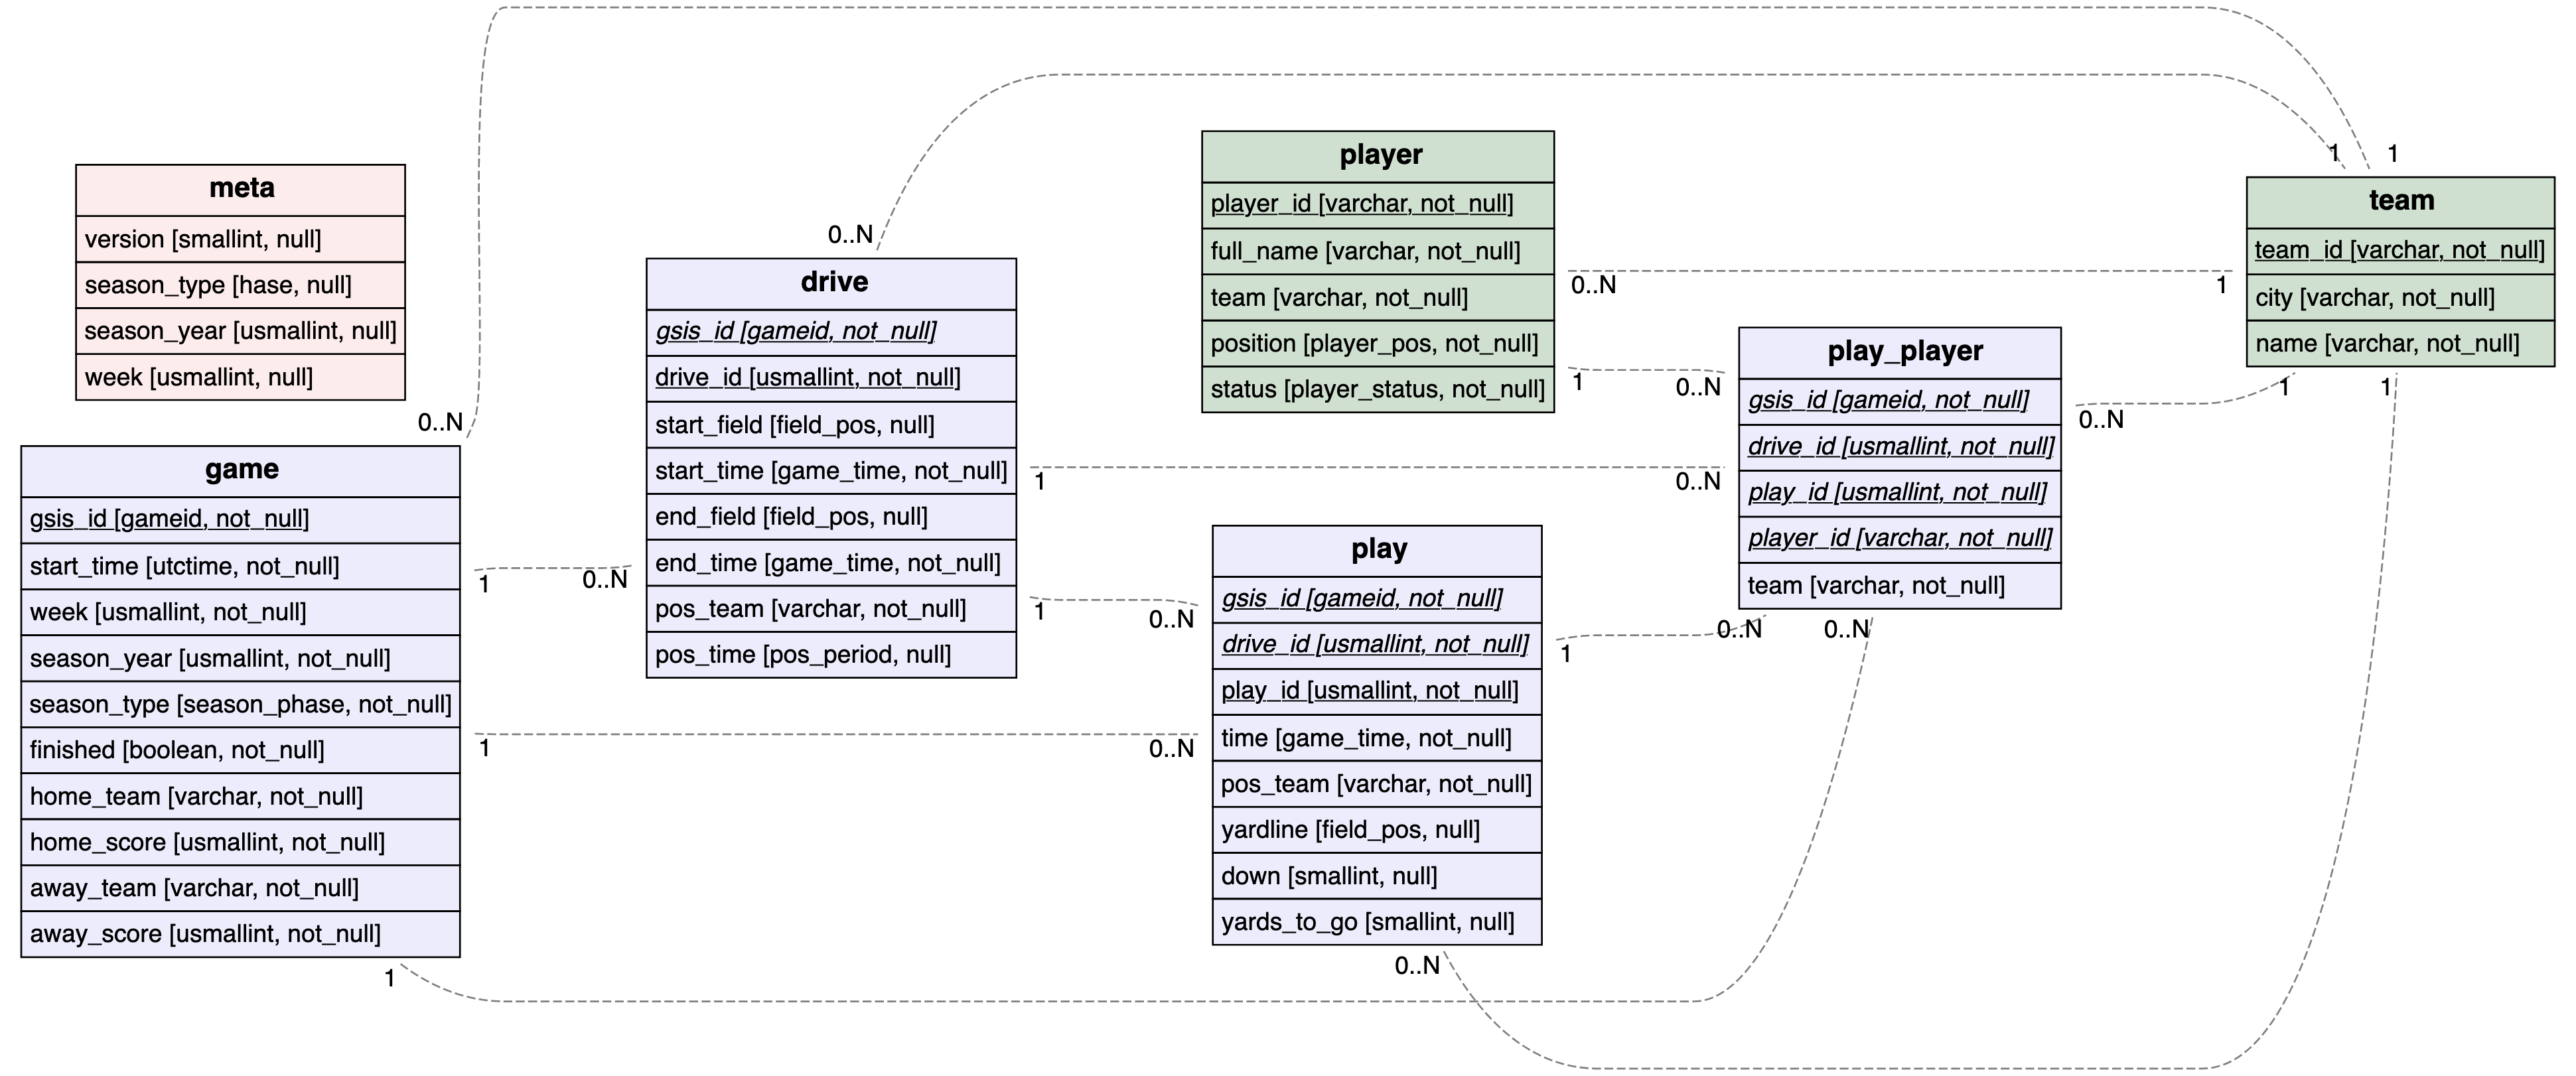 meta
version [smallint, null]
season_type [hase, null]
season_year [usmallint, null]
week [usmallint, null]
0..N
game
gsis_id [gameid, not_null]
start_time [utctime, not_null]
week [usmallint, not_null]
season_year [usmallint, not_null]
season_type [season_phase, not_null]
finished [boolean, not_null]
home_team [varchar, not_null]
home_score [usmallint, not_null]
away_team [varchar, not_null]
away_score [usmallint, not_null]
1
1
1
0..N
0..N
drive
gsis_id [gameid, not_null]
drive_id [usmallint, not_null]
start_field [field_pos, null]
start_time [game_time, not_null]
end_field [field_pos, null]
end_time [game_time, not_null]
pos_team [varchar, not_null]
pos_time [pos_period, null]
1
1
0..N
0..N
player
player_id [varchar, not_null]
full_name [varchar, not_null]
team [varchar, not_null]
position [player_pos, not_null]
status [player_status, not_null]
0..N
1
play
gsis_id [gameid, not_null]
drive_id [usmallint, not_null]
play_id [usmallint, not_null]
time [game_time, not_null]
pos_team [varchar, not_null]
yardline [field_pos, null]
down [smallint, null]
yards_to_go [smallint, null]
0..N
1
0..N
0..N
play_player
gsis_id [gameid, not_null]
drive_id [usmallint, not_null]
play_id [usmallint, not_null]
player_id [varchar, not_null]
team [varchar, not_null]
0..N
0..N
0..N
1
1
1
team
team_id [varchar, not_null]
city [varchar, not_null]
name [varchar, not_null]
1
1